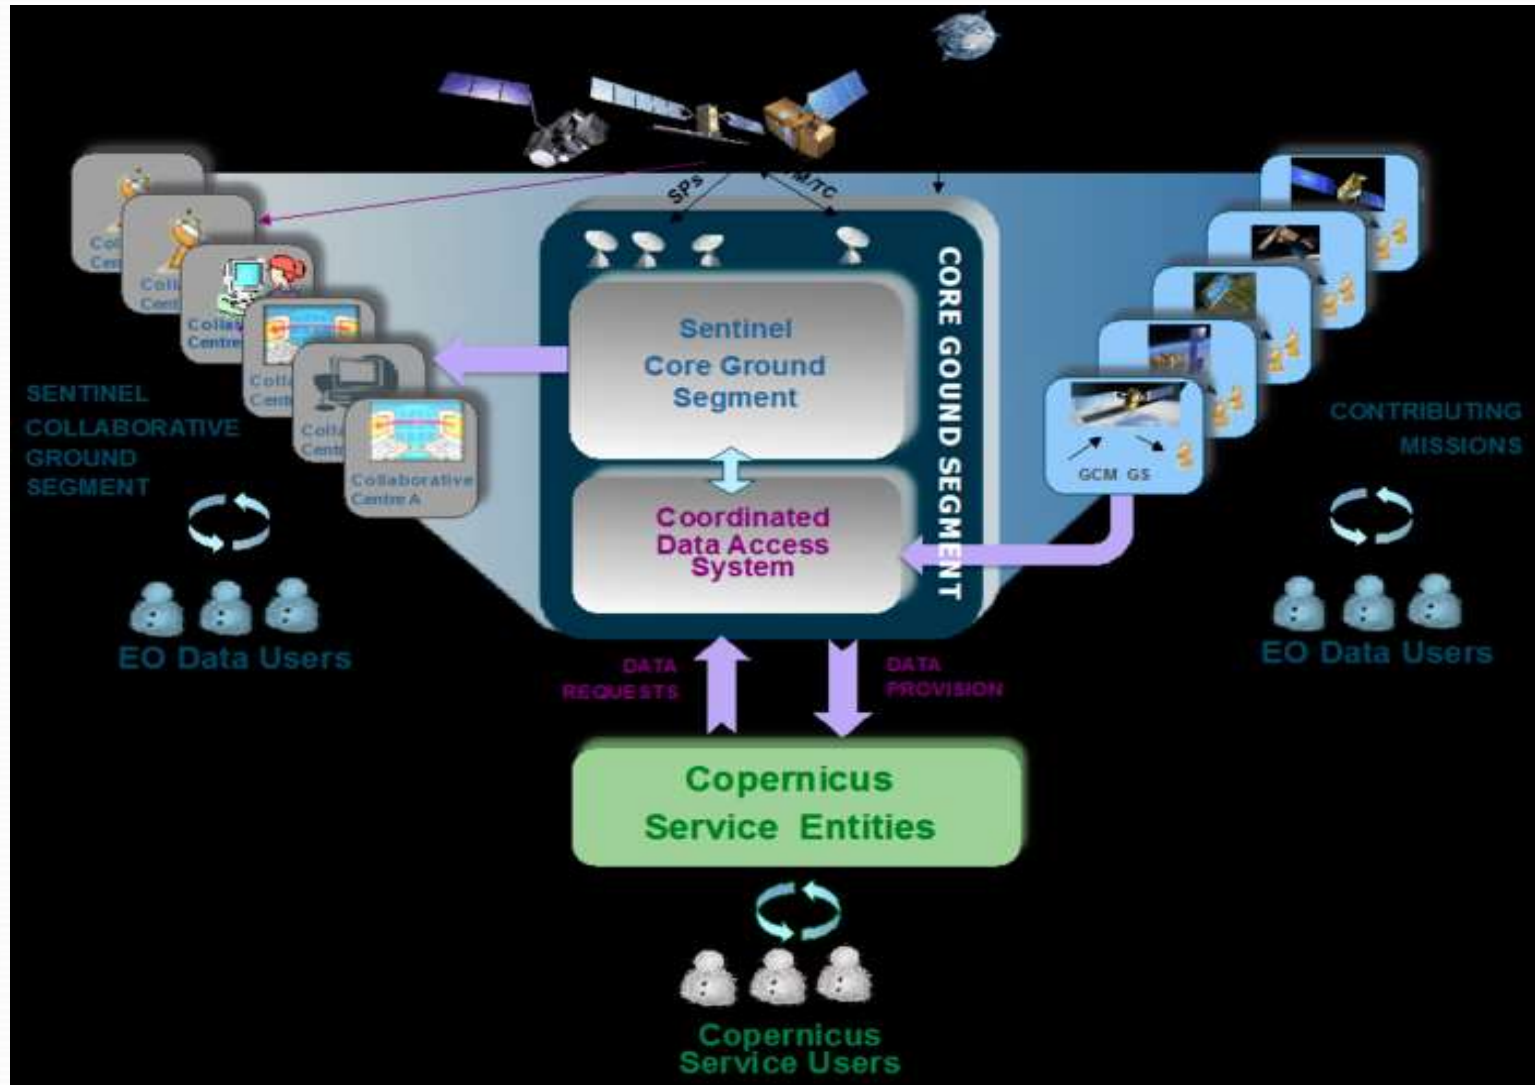 SPs
CORE GOUND SEGMENT
Sentinel
Core Ground
Segment
Coordinated
Data Access
System
Centre
Centre
Collaborative
Centre A
SENTINEL
COLLABORATIVE
GROUND
SEGMENT
EO Data Users
GCM GS
CONTRIBUTING
MISSIONS
EO Data Users
DATA
REQUESTS
DATA
PROVISION
Copernicus
Service Entities
Copernicus
Service Users